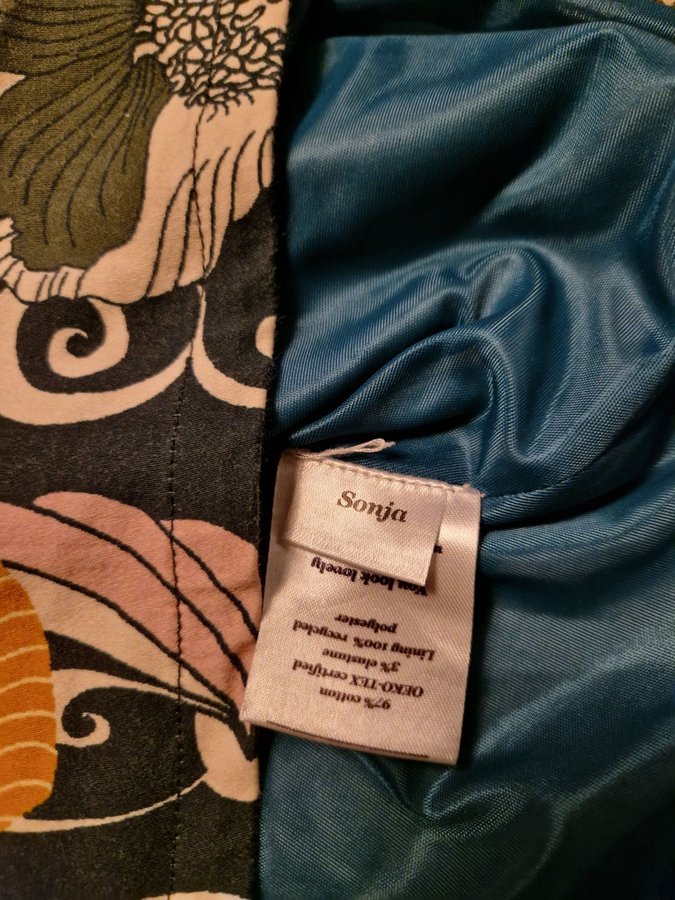 Sonja
97% cotton
OEKO-TEX certified
3% elastane
Lining 100% recycled
polyester
You look lovely